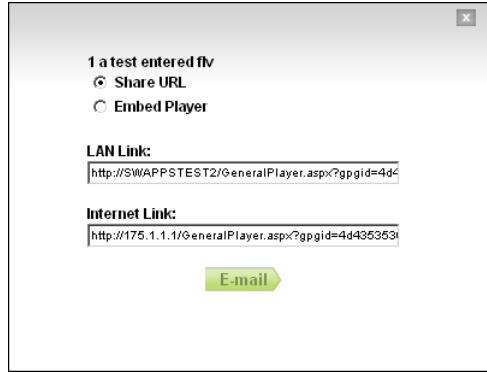 x
1 a test entered flv
Share URL
Embed Player
LAN Link:
http://SWAPPSTEST2/GeneralPlayer.aspx?gpgid=4d4
Internet Link:
http://175.1.1.1/GeneralPlayer.aspx?gpgid=4d435353
E-mail